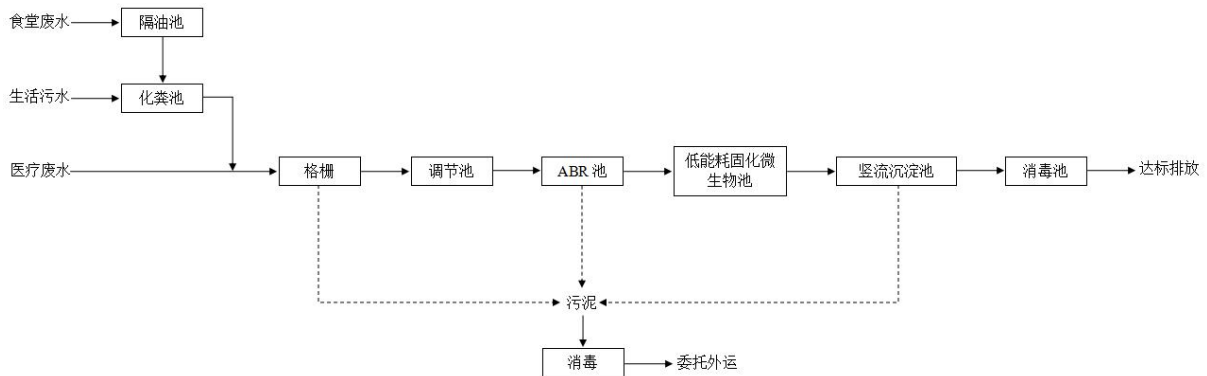 食堂废水
隔油池
生活污水
化粪池
医疗废水
格栅
调节池
ABR 池
低能耗固化微
生物池
竖流沉淀池
消毒池
达标排放
污泥
消毒
委托外运